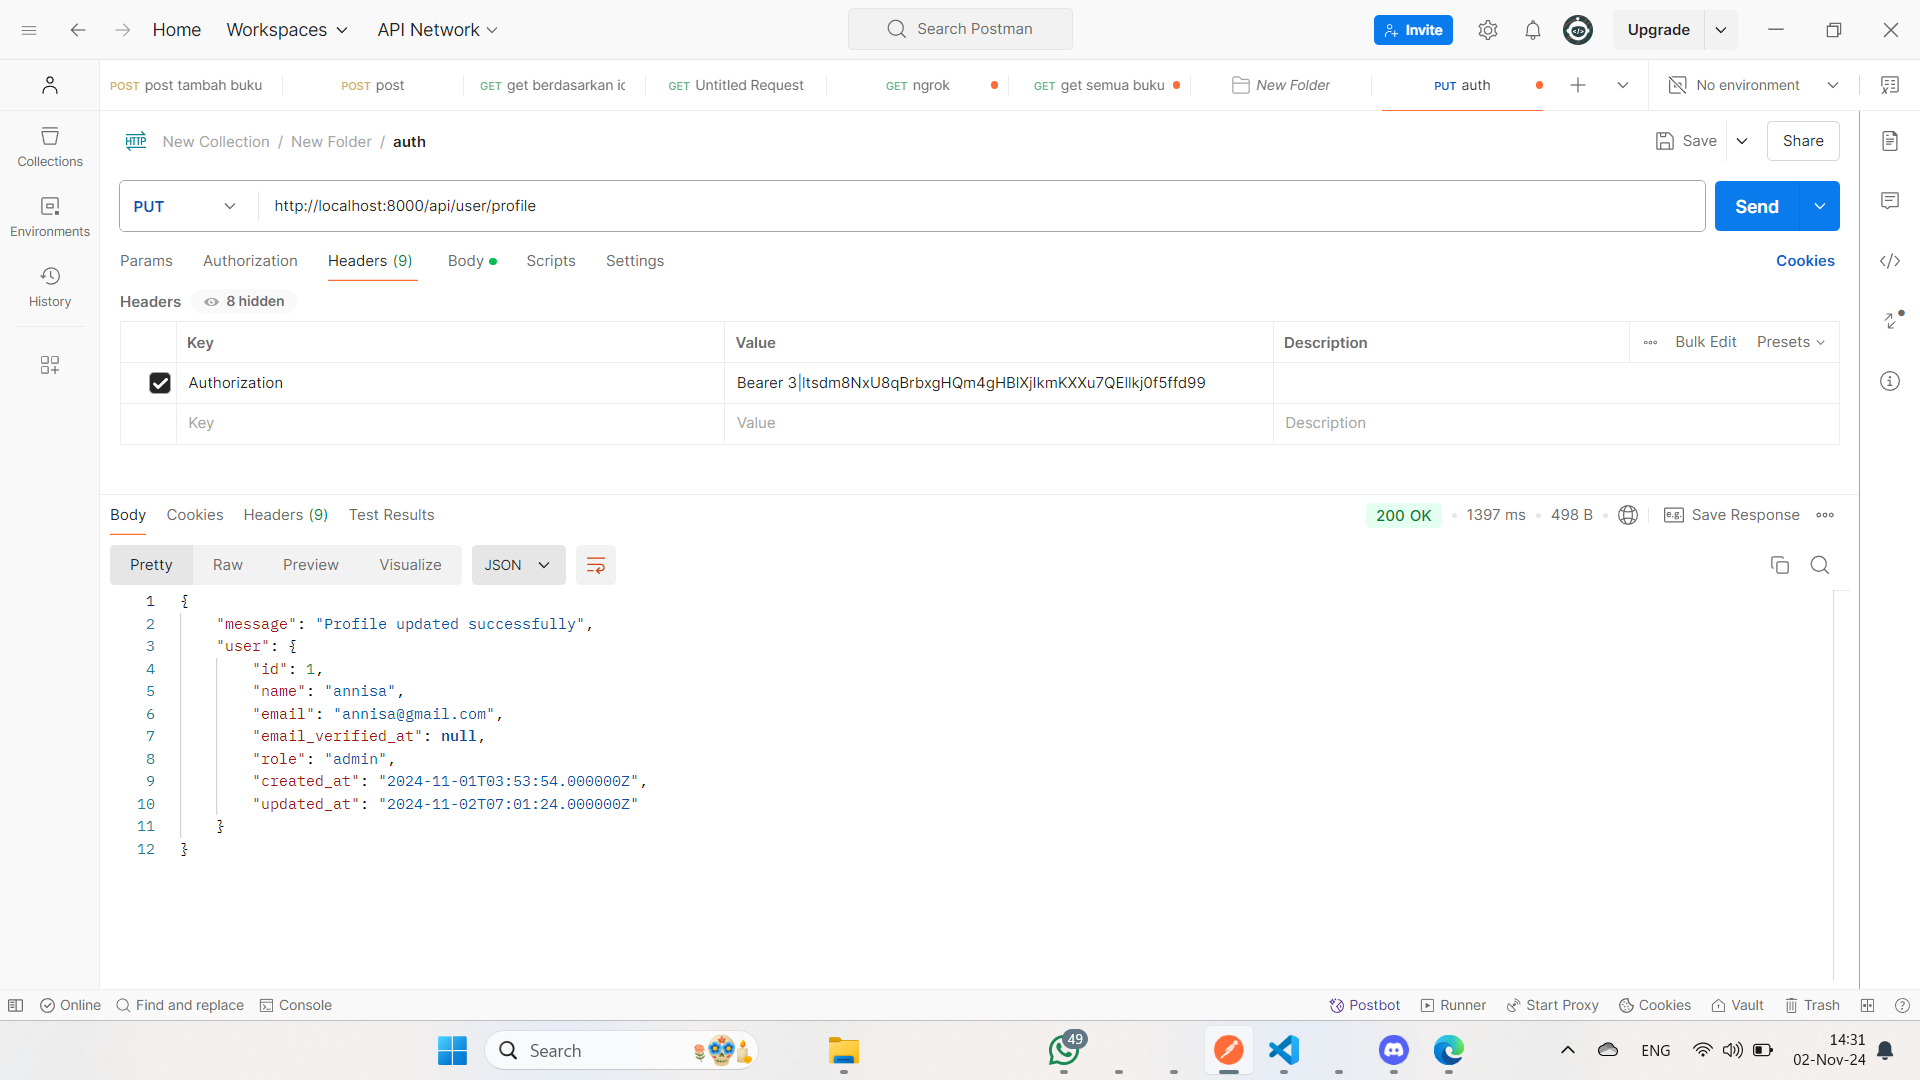 Home Workspaces API Network Search Postman Invite Upgrade
POST post tambah buku POST post GET get berdasarkan ic GET Untitled Request GET ngrok GET get semua buku New Folder PUT auth No environment
HTTP New Collection / New Folder / auth Save Share
Collections
Environments
History
PUT http://localhost:8000/api/user/profile Send
Params Authorization Headers (9) Body Scripts Settings Cookies
Headers 8 hidden
Key Value Description Bulk Edit Presets
Authorization Bearer 3|ltsdm8NxU8qBrbxgHQm4gHBlXjlkmKXXu7QEllkj0f5ffd99
Key Value Description
Body Cookies Headers (9) Test Results 200 OK 1397 ms 498 B e.g. Save Response
Pretty Raw Preview Visualize JSON
1 {
2 "message": "Profile updated successfully",
3 "user": {
4 "id": 1,
5 "name": "annisa",
6 "email": "annisa@gmail.com",
7 "email_verified_at": null,
8 "role": "admin",
9 "created_at": "2024-11-01T03:53:54.000000Z",
10 "updated_at": "2024-11-02T07:01:24.000000Z"
11 }
12 }
Online Find and replace Console Postbot Runner Start Proxy Cookies Vault Trash
Search 49 ENG 14:31
02-Nov-24